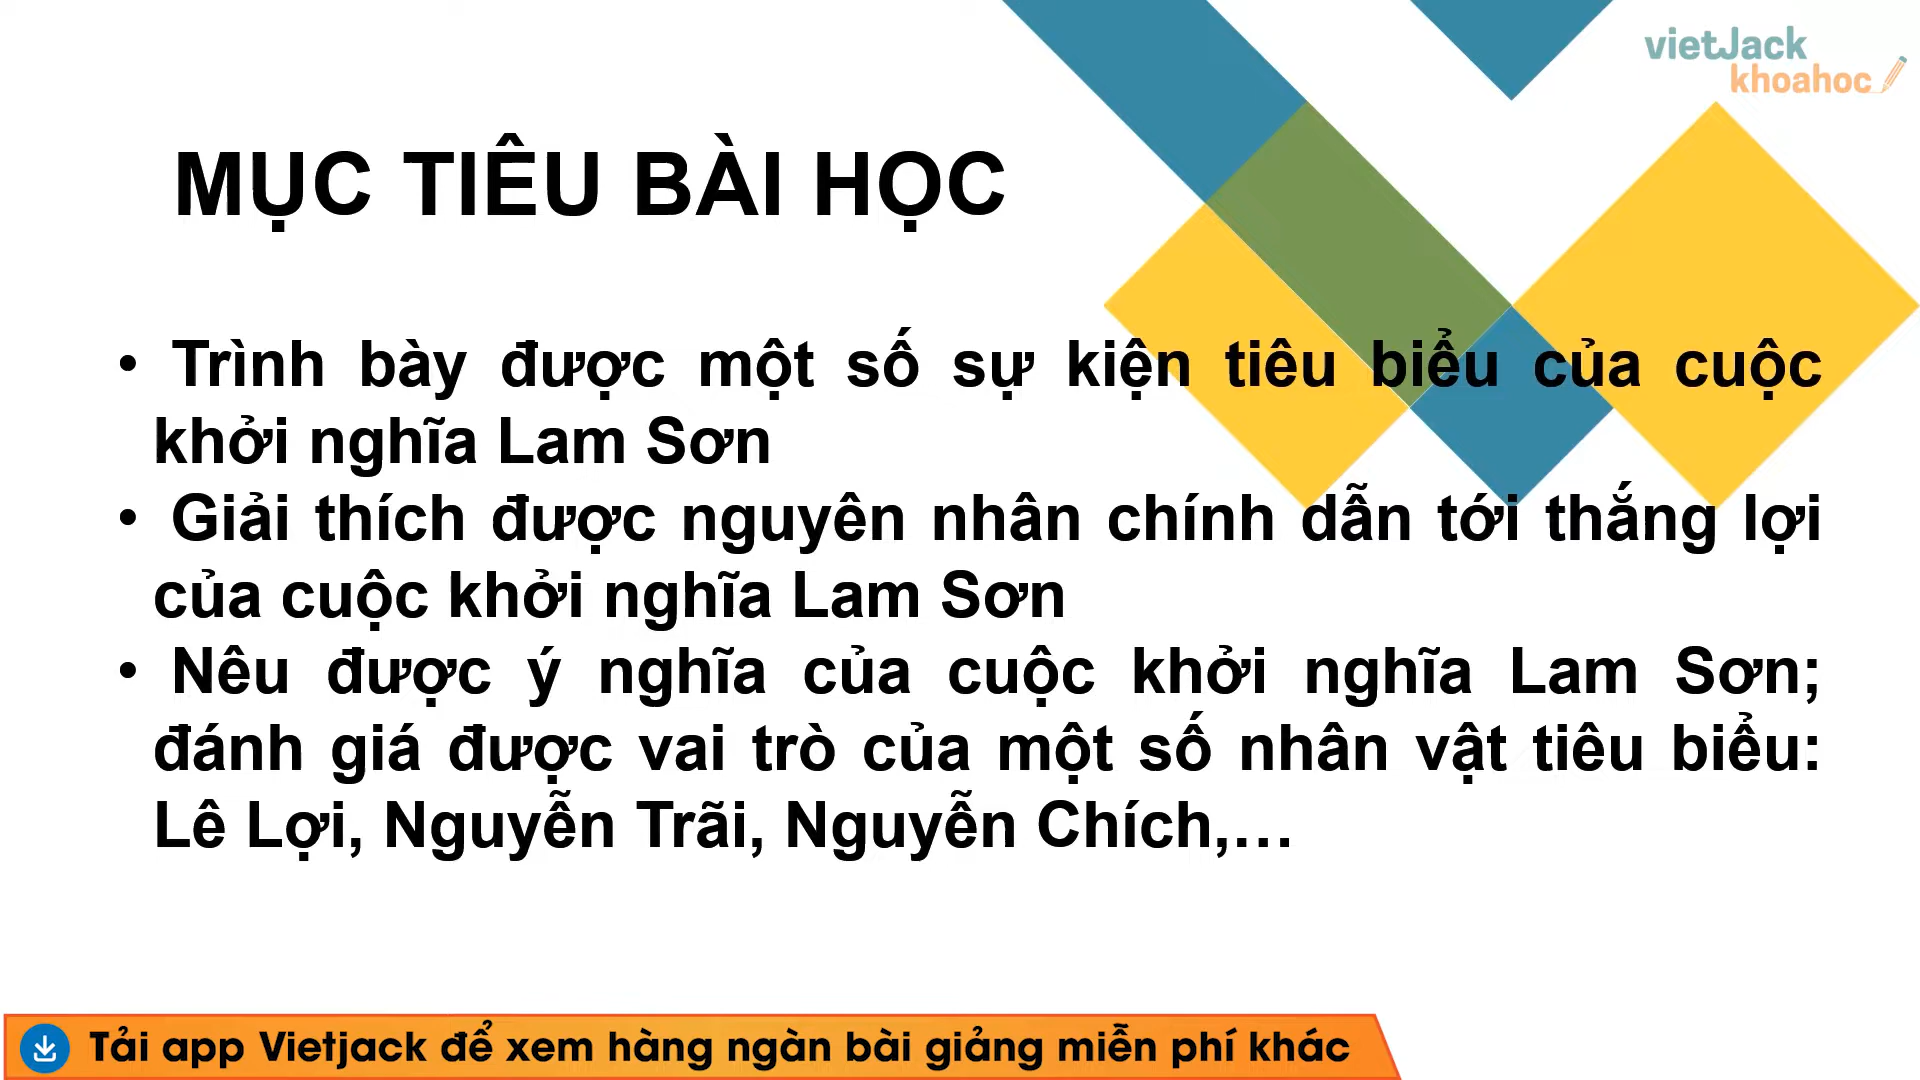 vietJack
khoahoc
MỤC TIÊU BÀI HỌC
• Trình bày được một số sự kiện tiêu biểu của cuộc
khởi nghĩa Lam Sơn
• Giải thích được nguyên nhân chính dẫn tới thắng lợi
của cuộc khởi nghĩa Lam Sơn
• Nêu được ý nghĩa của cuộc khởi nghĩa Lam Sơn;
đánh giá được vai trò của một số nhân vật tiêu biểu:
Lê Lợi, Nguyễn Trãi, Nguyễn Chích,…
Tải app Vietjack để xem hàng ngàn bài giảng miễn phí khác